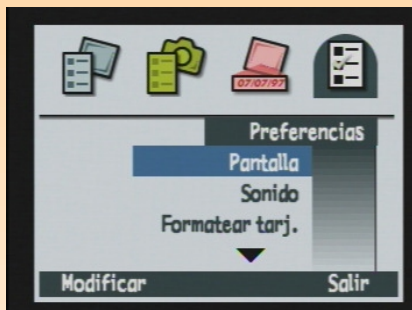 07/07/97
Preferencias
Pantalla
Sonido
Formatear tarj.
Modificar
Salir